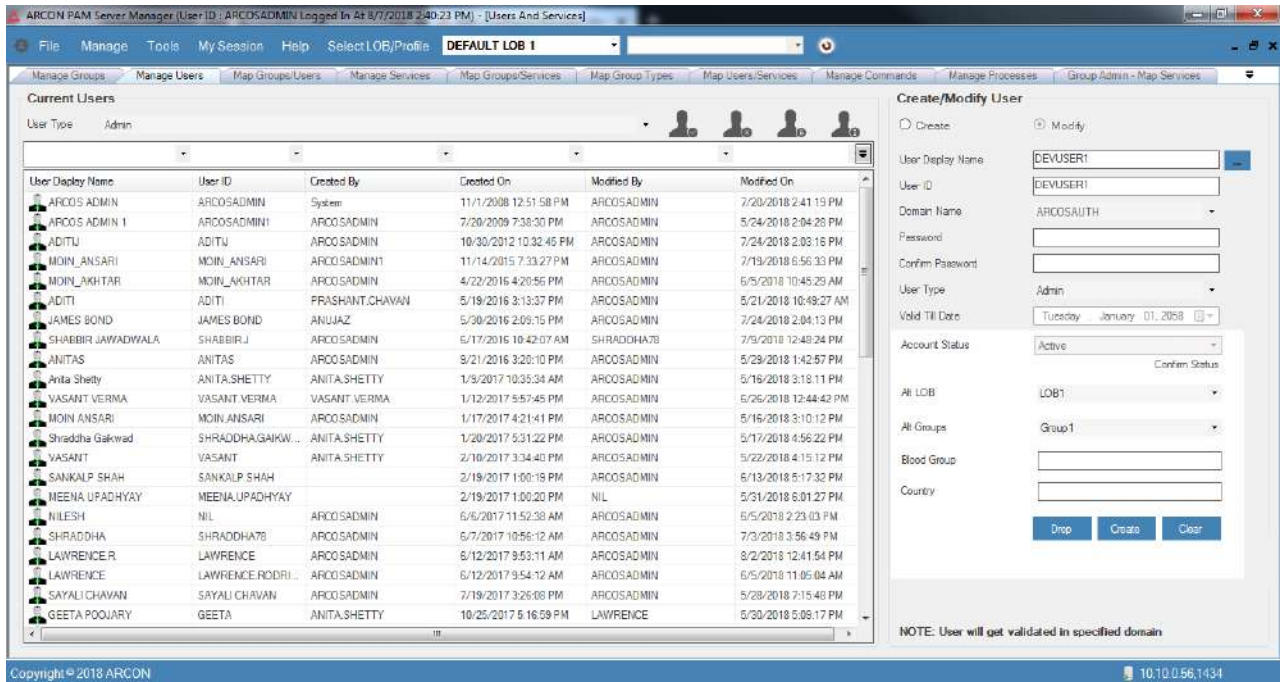 ARCON PAM Server Manager (User ID : ARCOSADMIN Logged In At 8/7/2018 2:40:23 PM) - [Users And Services]
File Manage Tools My Session Help Select LOB/Profile DEFAULT LOB 1
Manage Groups Manage Users Map Groups/Users Manage Services Map Groups/Services Map Group Types Map Users/Services Manage Commands Manage Processes Group Admin - Map Services
Current Users
User Type Admin
User Display Name User ID Created By Created On Modified By Modified On
ARCOS ADMIN ARCOSADMIN System 11/1/2008 12:51:58 PM ARCOSADMIN 7/20/2018 2:41:19 PM
ARCOS ADMIN 1 ARCOSADMIN1 ARCOSADMIN 7/20/2009 7:38:30 PM ARCOSADMIN 5/24/2018 2:04:28 PM
ADITIJ ADITIJ ARCOSADMIN 10/30/2012 10:32:45 PM ARCOSADMIN 7/24/2018 2:03:16 PM
MOIN_ANSARI MOIN_ANSARI ARCOSADMIN1 11/14/2015 7:33:27 PM ARCOSADMIN 7/19/2018 6:56:33 PM
MOIN_AKHTAR MOIN_AKHTAR ARCOSADMIN 4/22/2016 4:20:56 PM ARCOSADMIN 6/5/2018 10:45:29 AM
ADITI ADITI PRASHANT.CHAVAN 5/19/2016 3:13:37 PM ARCOSADMIN 5/21/2018 10:49:27 AM
JAMES BOND JAMES BOND ANUJAZ 5/30/2016 2:09:15 PM ARCOSADMIN 7/24/2018 2:04:13 PM
SHABBIR JAWADWALA SHABBIR.J ARCOSADMIN 6/17/2016 10:42:07 AM SHRADDHA78 7/9/2018 12:48:24 PM
ANITAS ANITAS ARCOSADMIN 9/21/2016 3:20:10 PM ARCOSADMIN 5/29/2018 1:42:57 PM
Anita Shetty ANITA.SHETTY ANITA.SHETTY 1/9/2017 10:35:34 AM ARCOSADMIN 5/16/2018 3:18:11 PM
VASANT VERMA VASANT.VERMA VASANT.VERMA 1/12/2017 5:57:45 PM ARCOSADMIN 6/26/2018 12:44:42 PM
MOIN ANSARI MOIN.ANSARI ARCOSADMIN 1/17/2017 4:21:41 PM ARCOSADMIN 5/16/2018 3:10:12 PM
Shraddha Gaikwad SHRADDHA.GAIKW... ANITA.SHETTY 1/20/2017 5:31:22 PM ARCOSADMIN 5/17/2018 4:56:22 PM
VASANT VASANT ANITA.SHETTY 2/10/2017 3:34:40 PM ARCOSADMIN 5/22/2018 4:15:12 PM
SANKALP SHAH SANKALP SHAH 2/19/2017 1:00:19 PM ARCOSADMIN 6/13/2018 5:17:32 PM
MEENA UPADHYAY MEENA.UPADHYAY 2/19/2017 1:00:20 PM NIL 5/31/2018 6:01:27 PM
NILESH NIL ARCOSADMIN 6/6/2017 11:52:38 AM ARCOSADMIN 6/5/2018 2:23:03 PM
SHRADDHA SHRADDHA78 ARCOSADMIN 6/7/2017 10:56:12 AM ARCOSADMIN 7/3/2018 3:56:49 PM
LAWRENCE.R LAWRENCE ARCOSADMIN 6/12/2017 9:53:11 AM ARCOSADMIN 8/2/2018 12:41:54 PM
LAWRENCE LAWRENCE.RODRI... ARCOSADMIN 6/12/2017 9:54:12 AM ARCOSADMIN 6/5/2018 11:05:04 AM
SAYALI CHAVAN SAYALI CHAVAN ARCOSADMIN 7/19/2017 3:26:08 PM ARCOSADMIN 5/28/2018 7:15:48 PM
GEETA POOJARY GEETA ANITA.SHETTY 10/25/2017 5:16:59 PM LAWRENCE 5/30/2018 5:09:17 PM
Create/Modify User
Create Modify
User Display Name DEVUSER1 ...
User ID DEVUSER1
Domain Name ARCOSAUTH
Password
Confirm Password
User Type Admin
Valid Till Date Tuesday , January 01, 2058
Account Status Active
Confirm Status
Alt LOB LOB1
Alt Groups Group1
Blood Group
Country
Drop Create Clear
NOTE: User will get validated in specified domain
Copyright © 2018 ARCON 10.10.0.56,1434